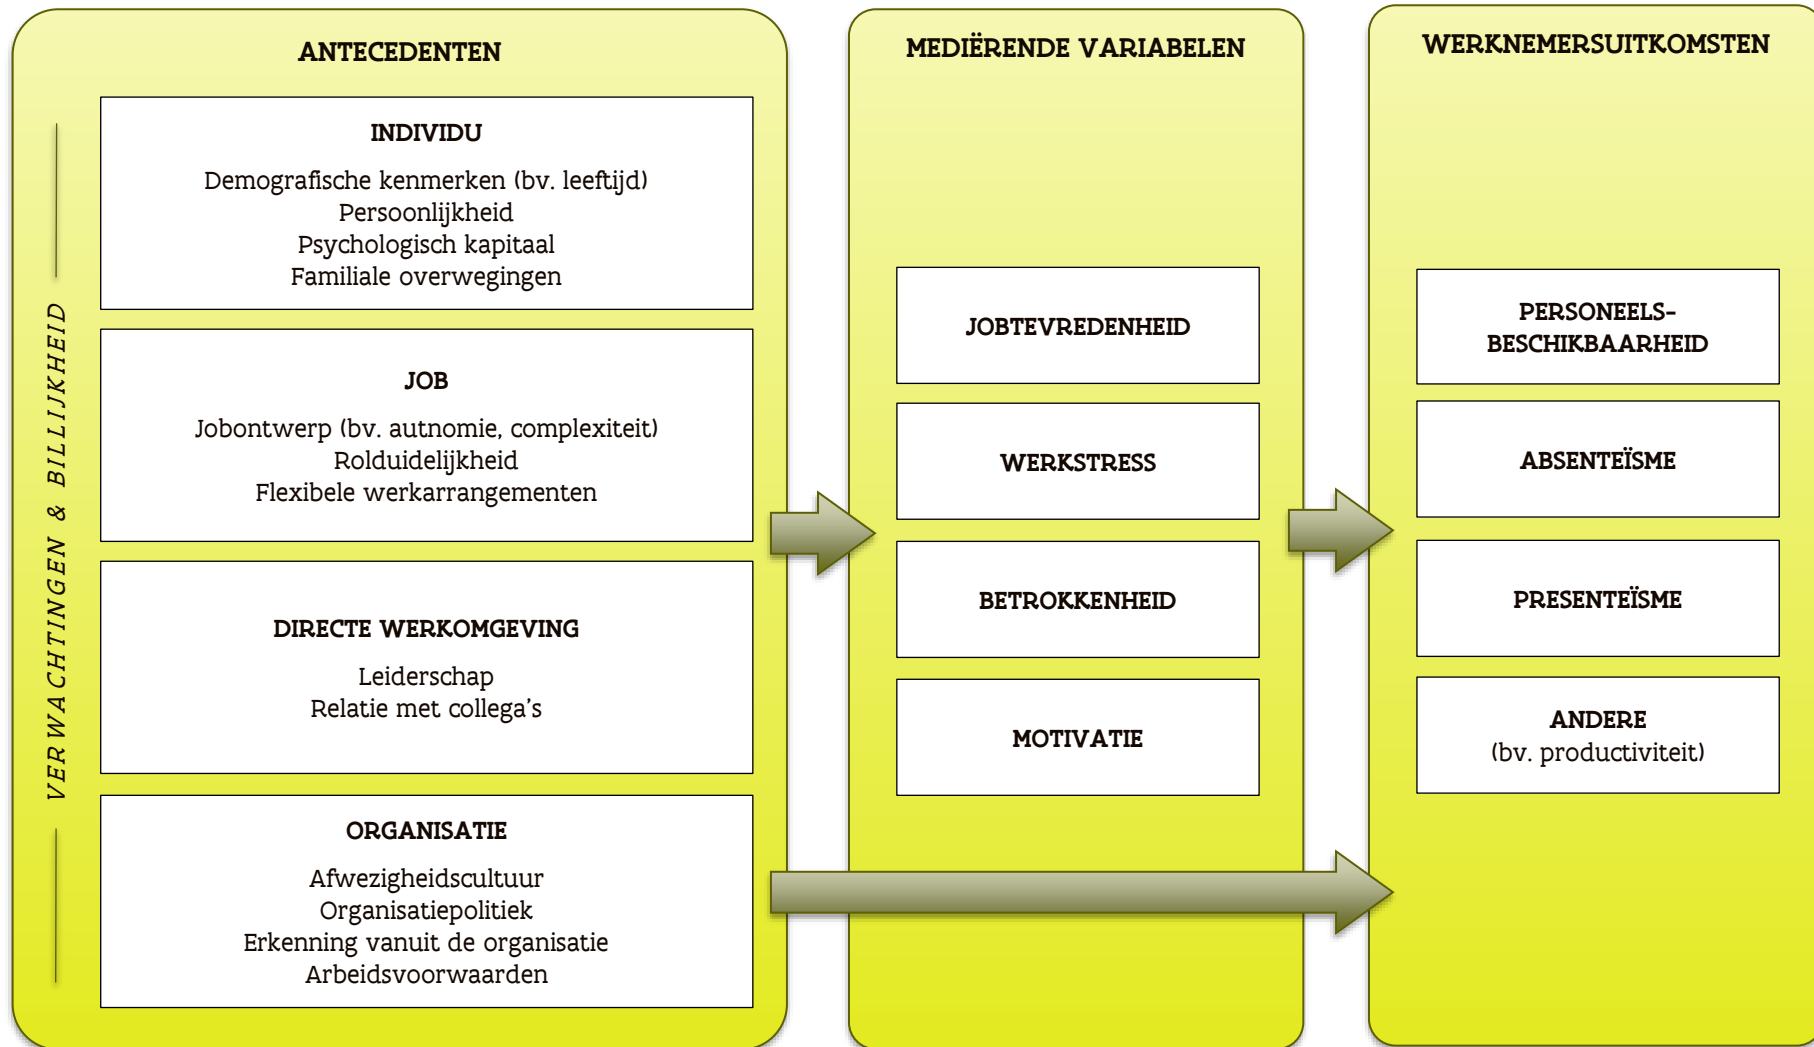 ANTECEDENTEN
VERWACHTINGEN & BILLIJKHEID
INDIVIDU
Demografische kenmerken (bv. leeftijd)
Persoonlijkheid
Psychologisch kapitaal
Familiale overwegingen
JOB
Jobontwerp (bv. autnomie, complexiteit)
Rolduidelijkheid
Flexibele werkarrangementen
DIRECTE WERKOMGEVING
Leiderschap
Relatie met collega's
ORGANISATIE
Afwezigheidscultuur
Organisatiepolitiek
Erkenning vanuit de organisatie
Arbeidsvoorwaarden
MEDIËRENDE VARIABELEN
JOBTEVREDENHEID
WERKSTRESS
BETROKKENHEID
MOTIVATIE
WERKNEMERSUITKOMSTEN
PERSONEELS-
BESCHIKBAARHEID
ABSENTEÏSME
PRESENTEÏSME
ANDERE
(bv. productiviteit)